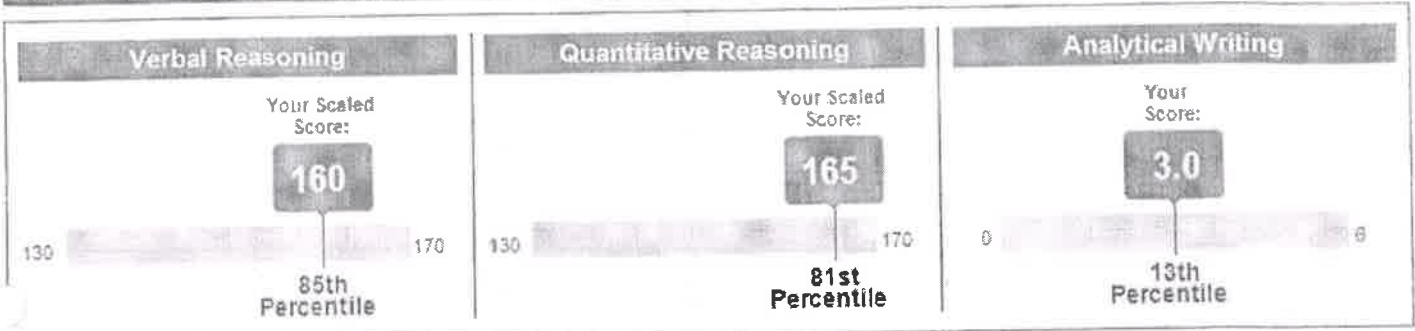 Verbal Reasoning
Your Scaled
Score:
160
130
170
85th
Percentile
Quantitative Reasoning
Your Scaled
Score:
165
130
170
81st
Percentile
Analytical Writing
Your
Score:
3.0
0
6
13th
Percentile